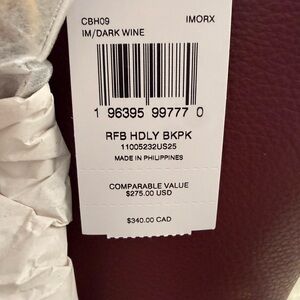 CBH09 IMORX
IM/DARK WINE
1 96395 99777 0
RFB HDLY BKPK
11005232US25
MADE IN PHILIPPINES
COMPARABLE VALUE
$275.00 USD
$340.00 CAD